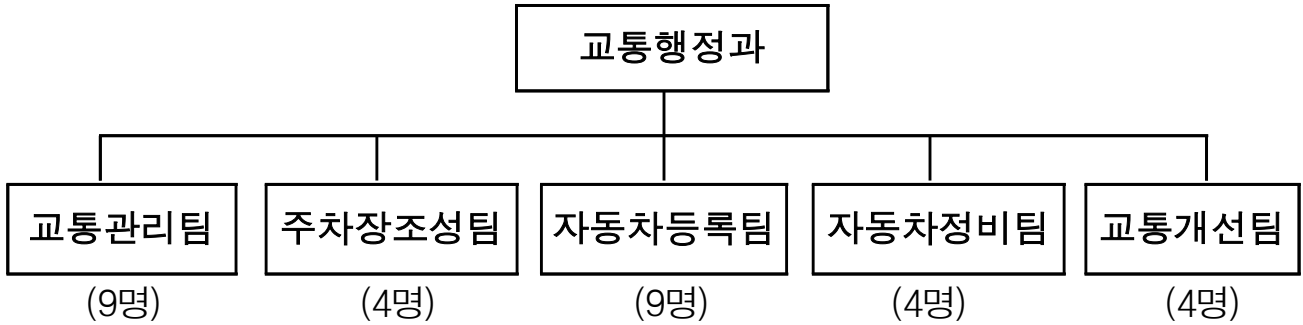 교통행정과
교통관리팀 주차장조성팀 자동차등록팀 자동차정비팀 교통개선팀
(9명) (4명) (9명) (4명) (4명)